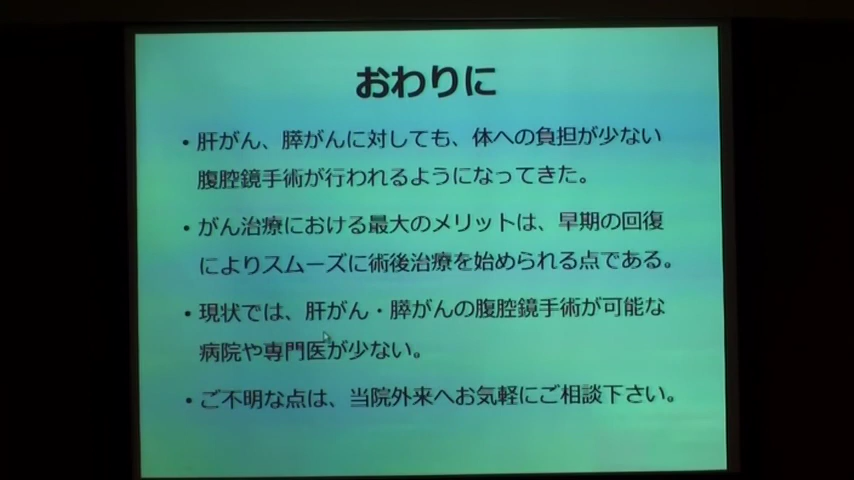 おわりに
• 肝がん、膵がんに対しても、体への負担が少ない
腹腔鏡手術が行われるようになってきた。
• がん治療における最大のメリットは、早期の回復
によりスムーズに術後治療を始められる点である。
• 現状では、肝がん・膵がんの腹腔鏡手術が可能な
病院や専門医が少ない。
• ご不明な点は、当院外来へお気軽にご相談下さい。